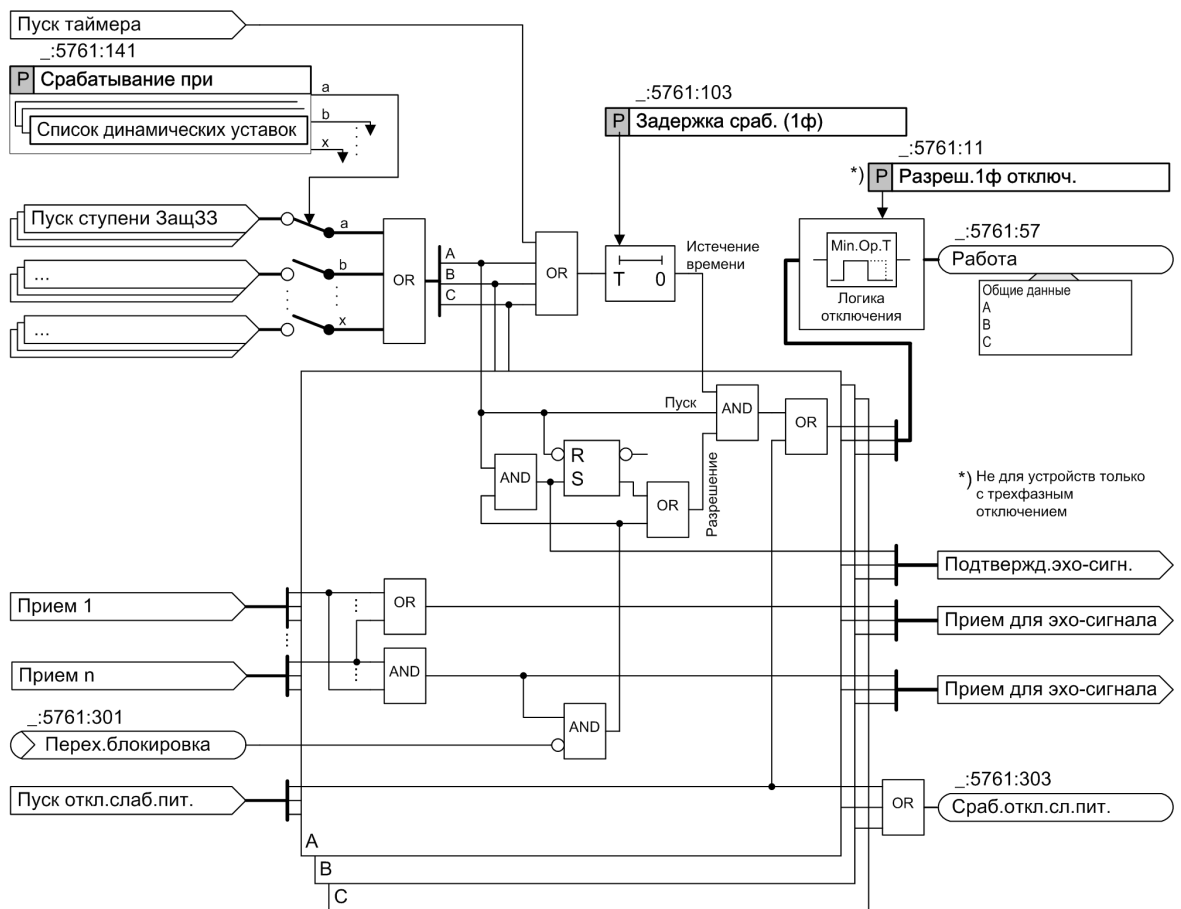 Пуск таймера
_:5761:141
P Срабатывание при
a
Список динамических уставок
b
x
_:5761:103
P Задержка сраб. (1ф)
_:5761:11
*) P Разреш.1ф отключ.
Пуск ступени ЗащЗЗ
a
...
b
...
x
OR
A
B
C
OR
T 0
Истечение
времени
Min.Op.T
Логика
отключения
_:5761:57
Работа
Общие данные
A
B
C
Пуск
AND
OR
AND
R
S
OR
Разрешение
*) Не для устройств только
с трехфазным
отключением
Подтвержд.эхо-сигн.
Прием 1
OR
Прием для эхо-сигнала
Прием n
AND
Прием для эхо-сигнала
_:5761:301
Перех.блокировка
AND
Пуск откл.слаб.пит.
OR
_:5761:303
Сраб.откл.сл.пит.
A
B
C